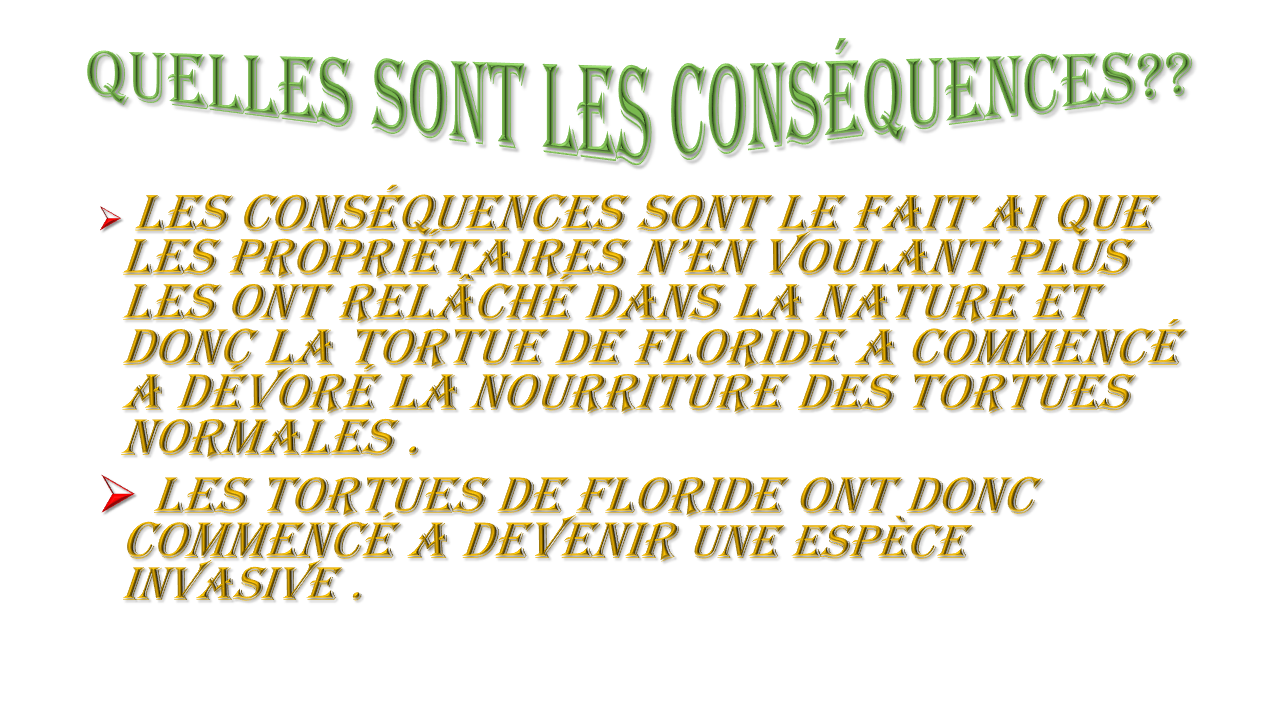 QUELLES SONT LES CONSÉQUENCES??
LES CONSÉQUENCES SONT LE FAIT AI QUE
LES PROPRIÉTAIRES N'EN VOULANT PLUS
LES ONT RELÂCHÉ DANS LA NATURE ET
DONC LA TORTUE DE FLORIDE A COMMENCÉ
A DÉVORÉ LA NOURRITURE DES TORTUES
NORMALES .
LES TORTUES DE FLORIDE ONT DONC
COMMENCÉ A DEVENIR UNE ESPÈCE
INVASIVE .